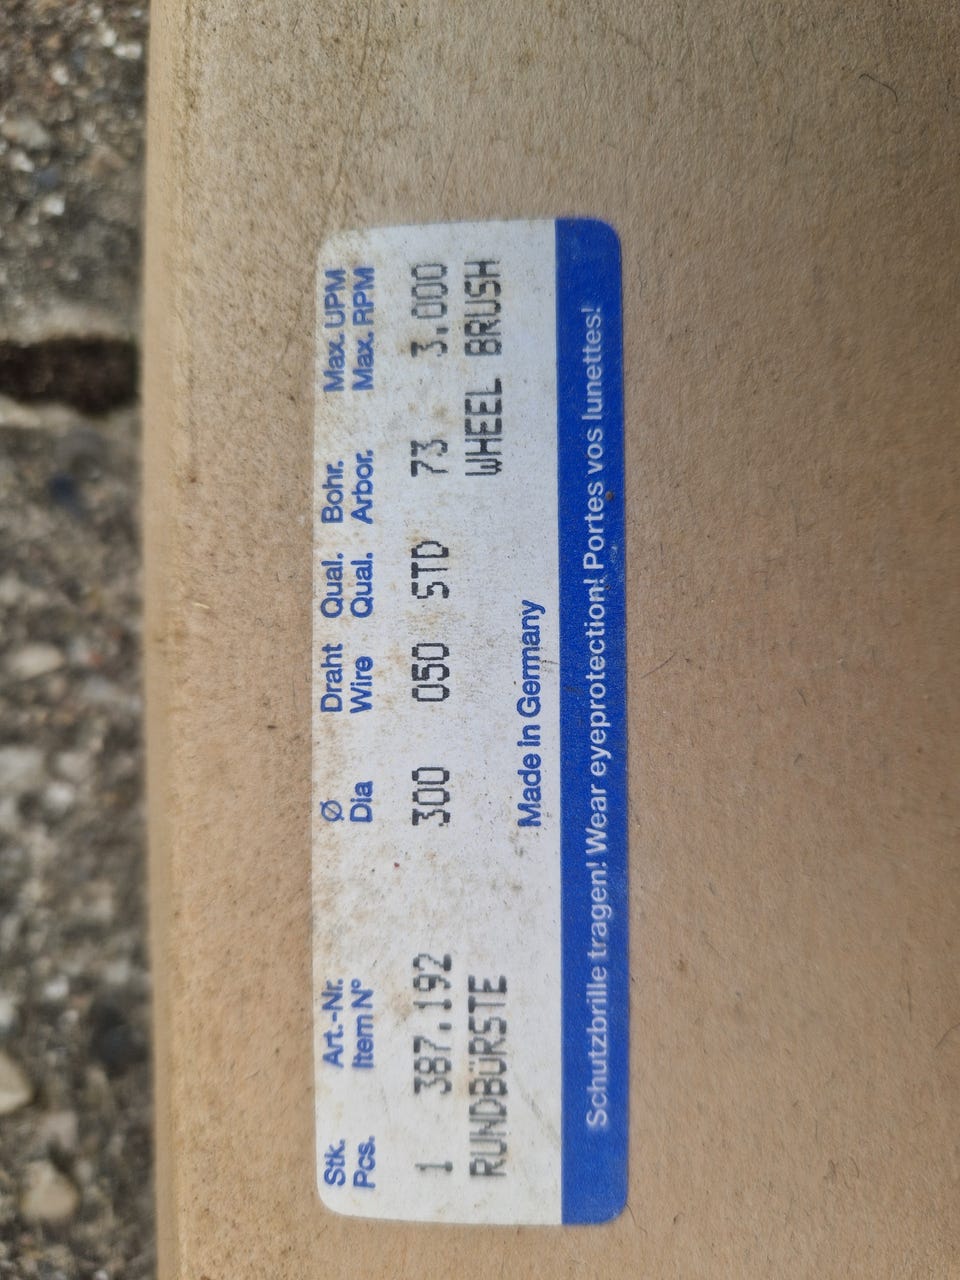 Stk. Art.-Nr. Ø Draht Qual. Bohr. Max. UPM
Pcs. Item N° Dia Wire Qual. Arbor. Max. RPM
1 387.192 300 050 STD 73 3.000
RUNDBÜRSTE WHEEL BRUSH
Made in Germany
Schutzbrille tragen! Wear eyeprotection! Portes vos lunettes!